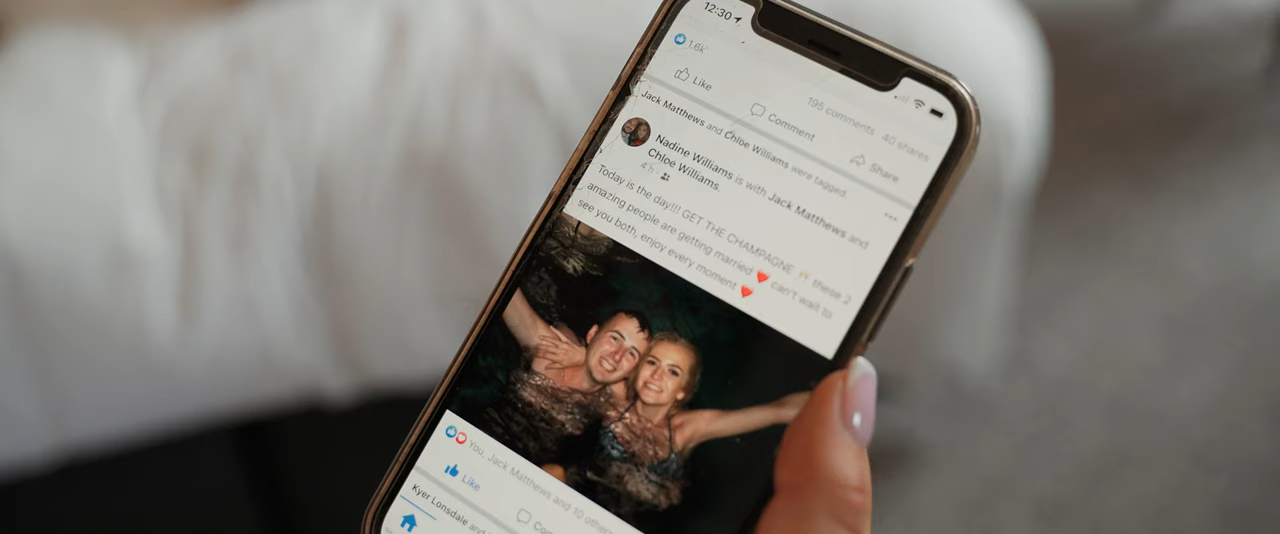 12:30
1.6K
195 comments 40 shares
Like
Comment
Share
Jack Matthews and Chloe Williams were tagged.
Nadine Williams is with Jack Matthews and
Chloe Williams.
4 h
Today is the day!!! GET THE CHAMPAGNE 🥂 these 2
amazing people are getting married ❤️ can't wait to
see you both, enjoy every moment ❤️
You, Jack Matthews and 10 others
Like
Kyer Lonsdale and